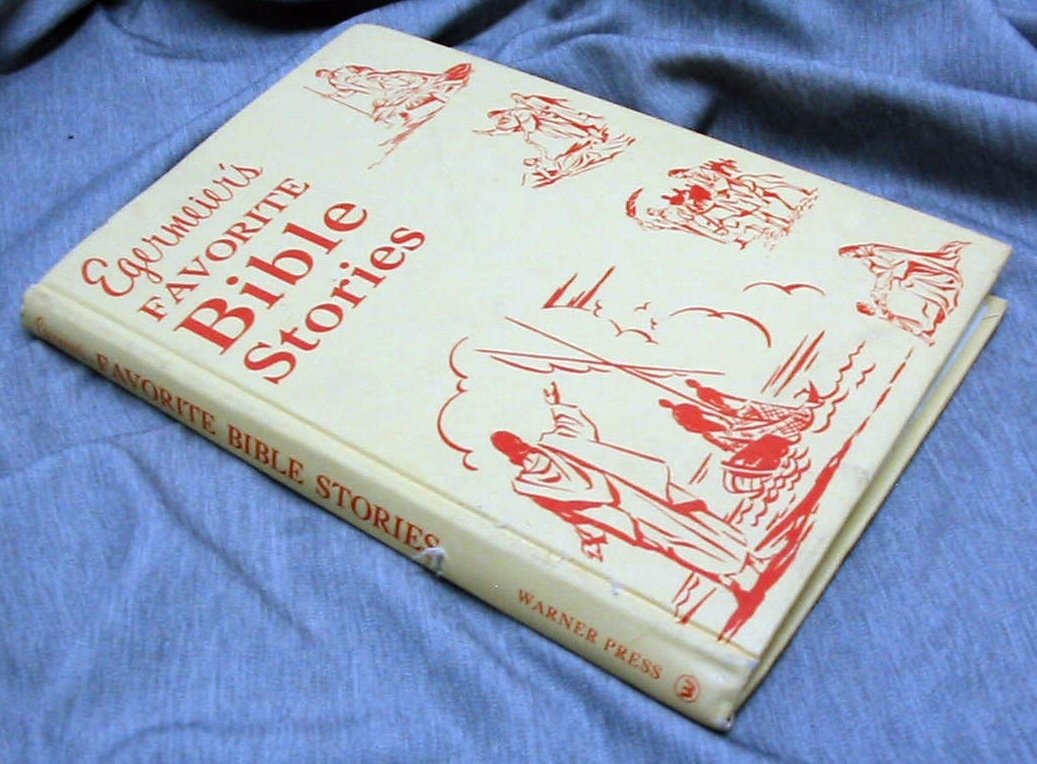 Egermeier's
FAVORITE
Bible
Stories
FAVORITE BIBLE STORIES
WARNER PRESS